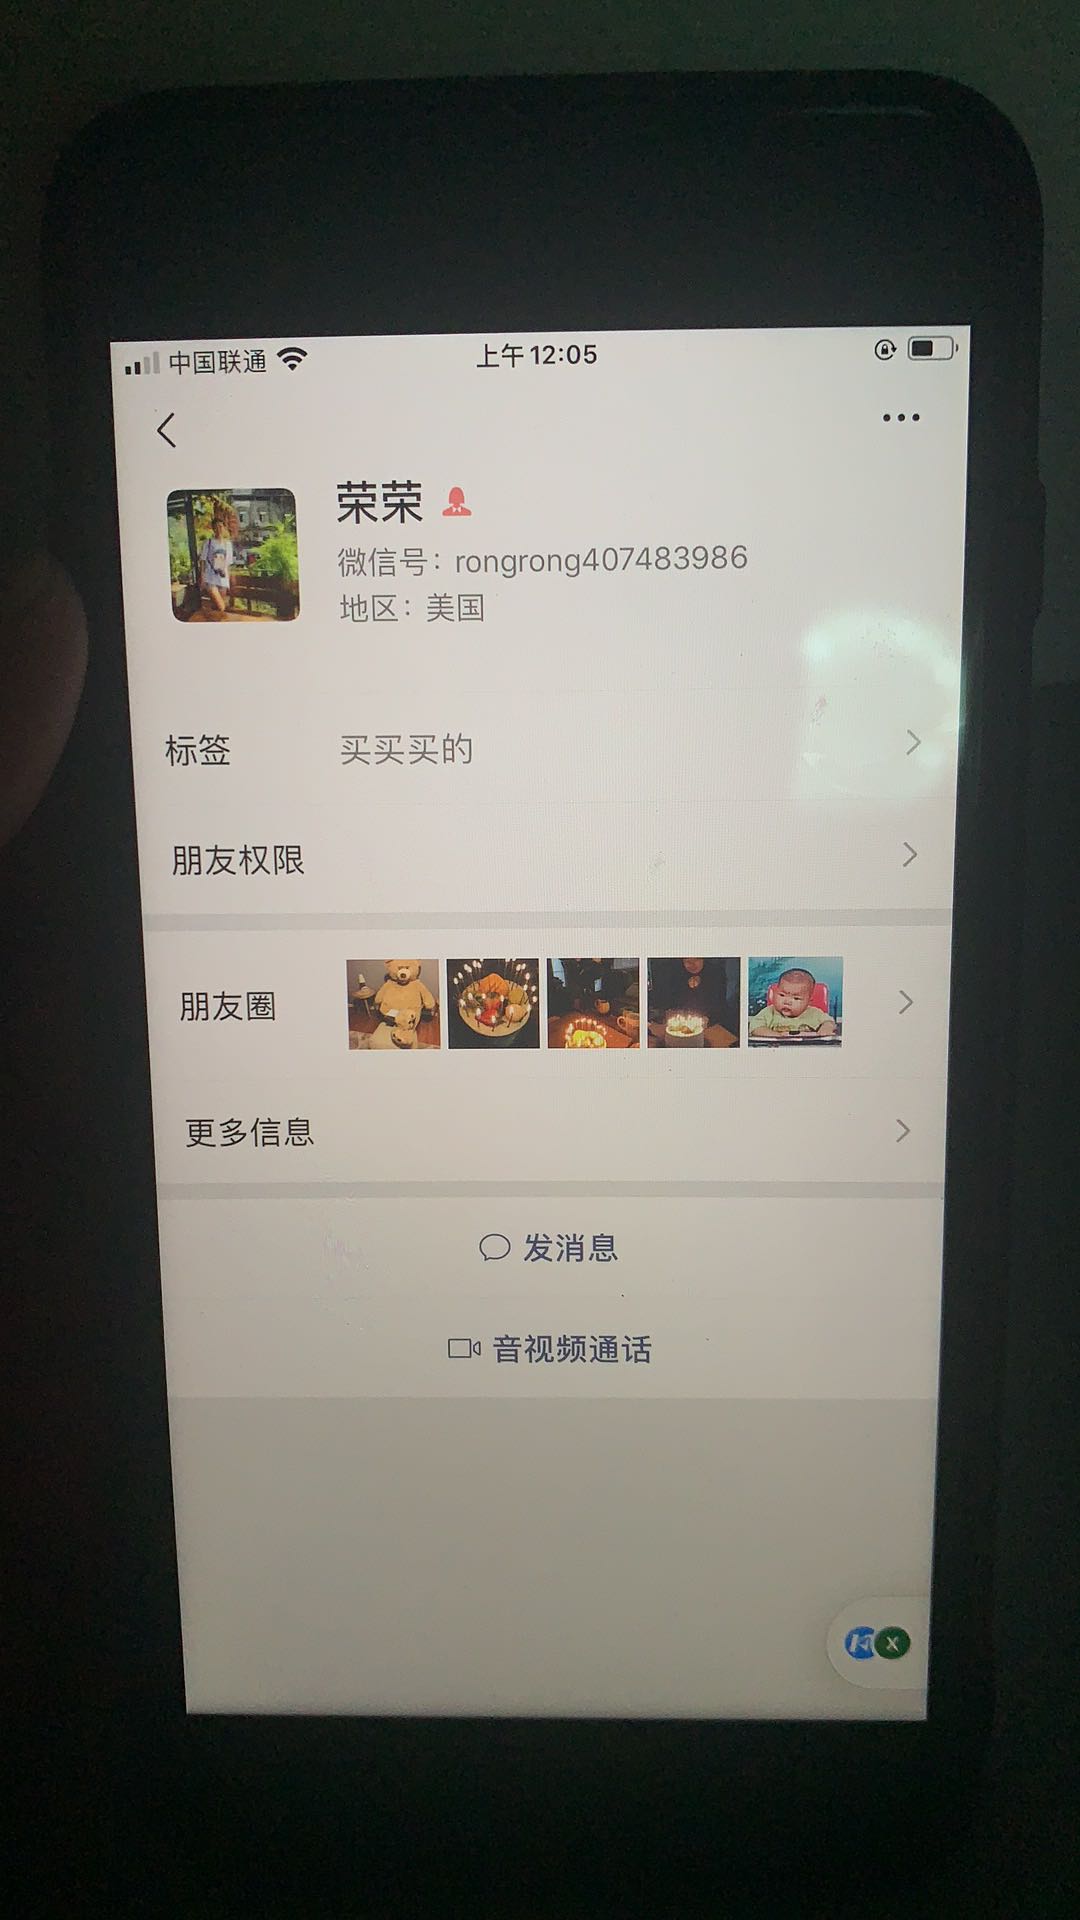 中国联通
上午12:05
荣荣
微信号：rongrong407483986
地区：美国
标签 买买买的
朋友权限
朋友圈
更多信息
发消息
音视频通话